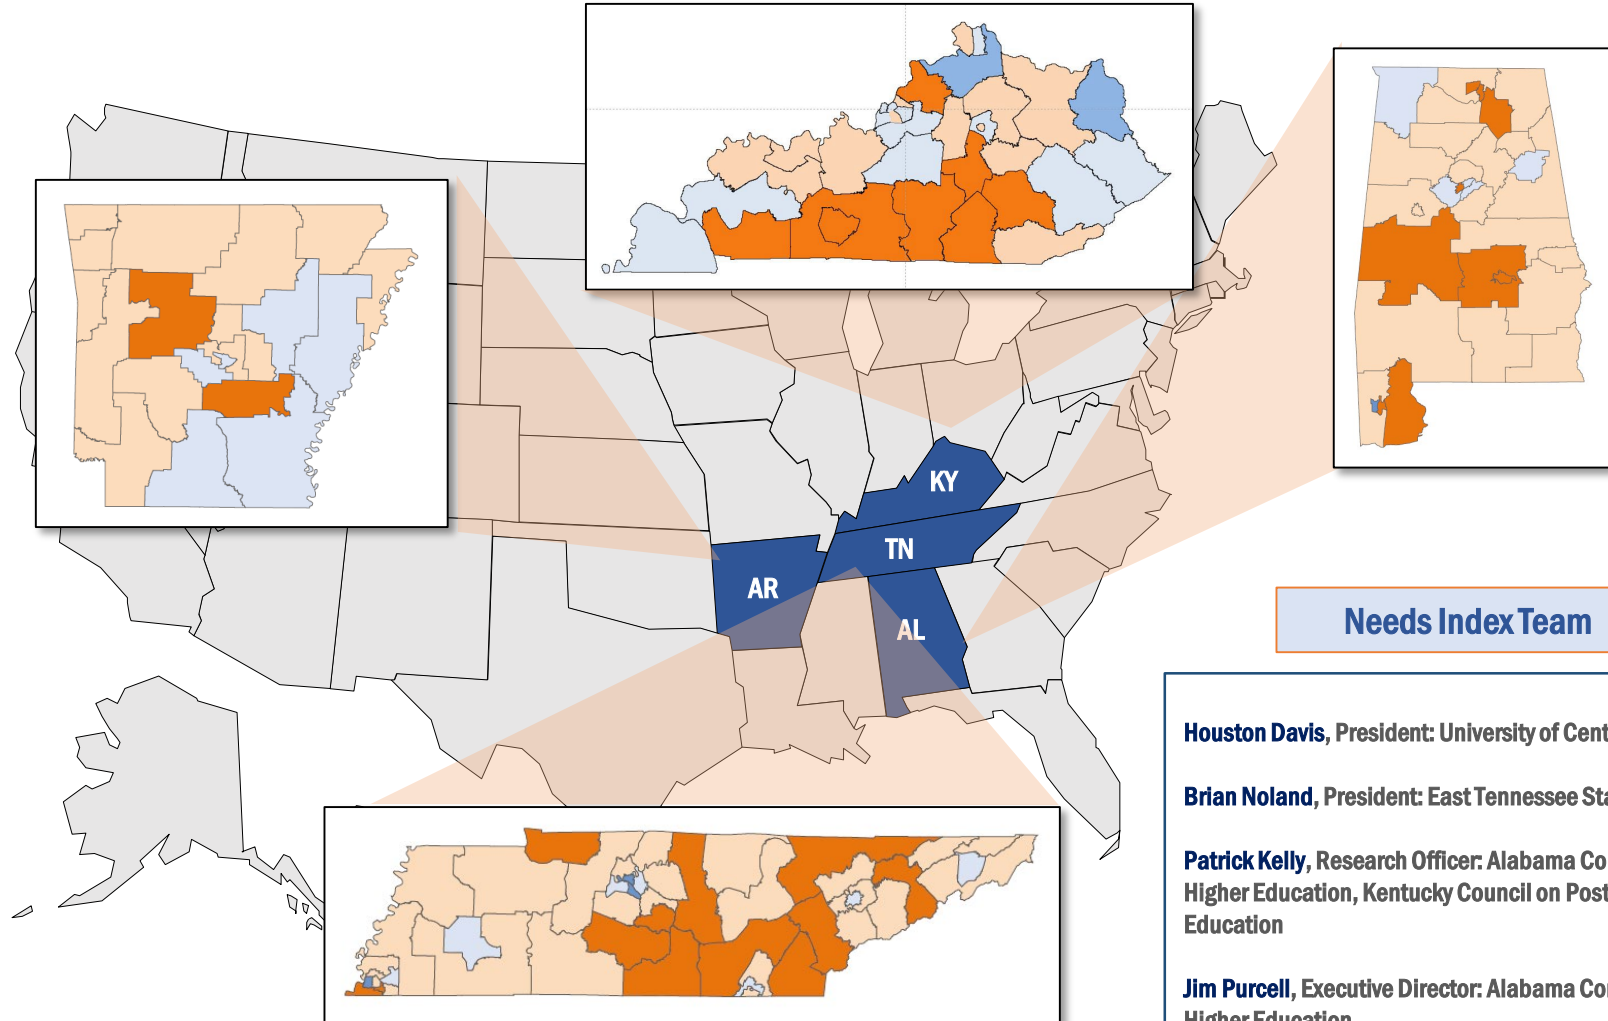 KY
TN
AR
AL
Needs Index Team
Houston Davis, President: University of Cent
Brian Noland, President: East Tennessee Sta
Patrick Kelly, Research Officer: Alabama Co
Higher Education, Kentucky Council on Post
Education
Jim Purcell, Executive Director: Alabama Co
Higher Education